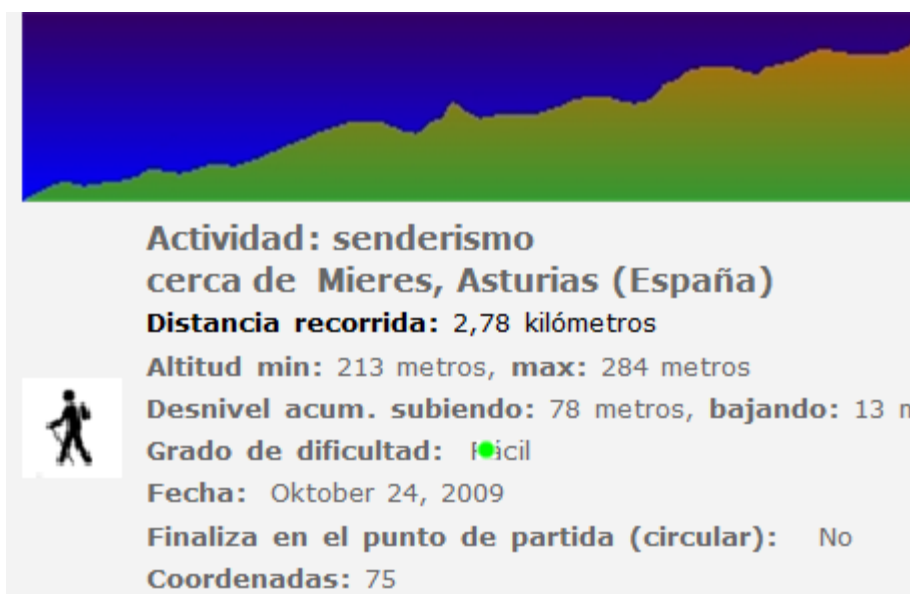 Actividad: senderismo
cerca de Mieres, Asturias (España)
Distancia recorrida: 2,78 kilómetros
Altitud min: 213 metros, max: 284 metros
Desnivel acum. subiendo: 78 metros, bajando: 13
Grado de dificultad: Fácil
Fecha: Oktober 24, 2009
Finaliza en el punto de partida (circular): No
Coordenadas: 75